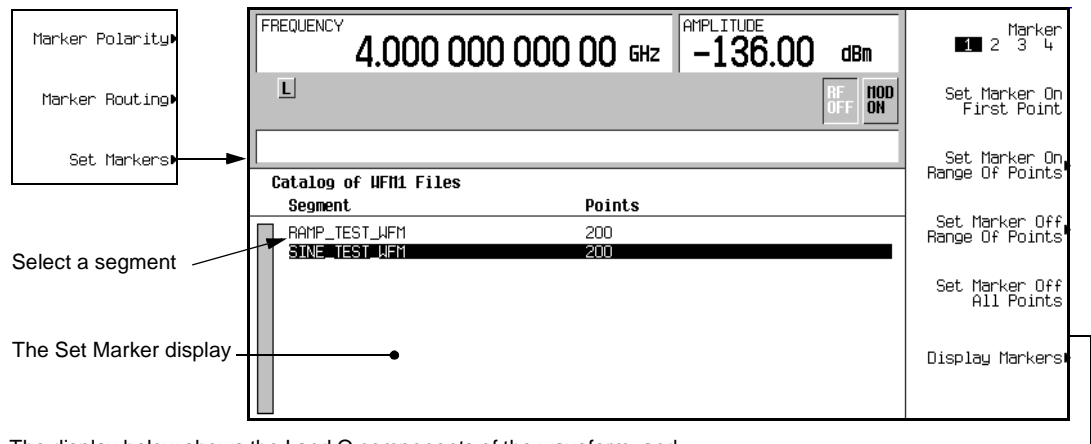 Marker Polarity
Marker Routing
Set Markers
Select a segment
The Set Marker display
FREQUENCY
4.000 000 000 00 GHz
AMPLITUDE
-136.00 dBm
L
RF OFF
MOD ON
Catalog of WFM1 Files
Segment Points
RAMP_TEST_WFM 200
SINE_TEST_WFM 200
Marker
1 2 3 4
Set Marker On
First Point
Set Marker On
Range Of Points
Set Marker Off
Range Of Points
Set Marker Off
All Points
Display Markers